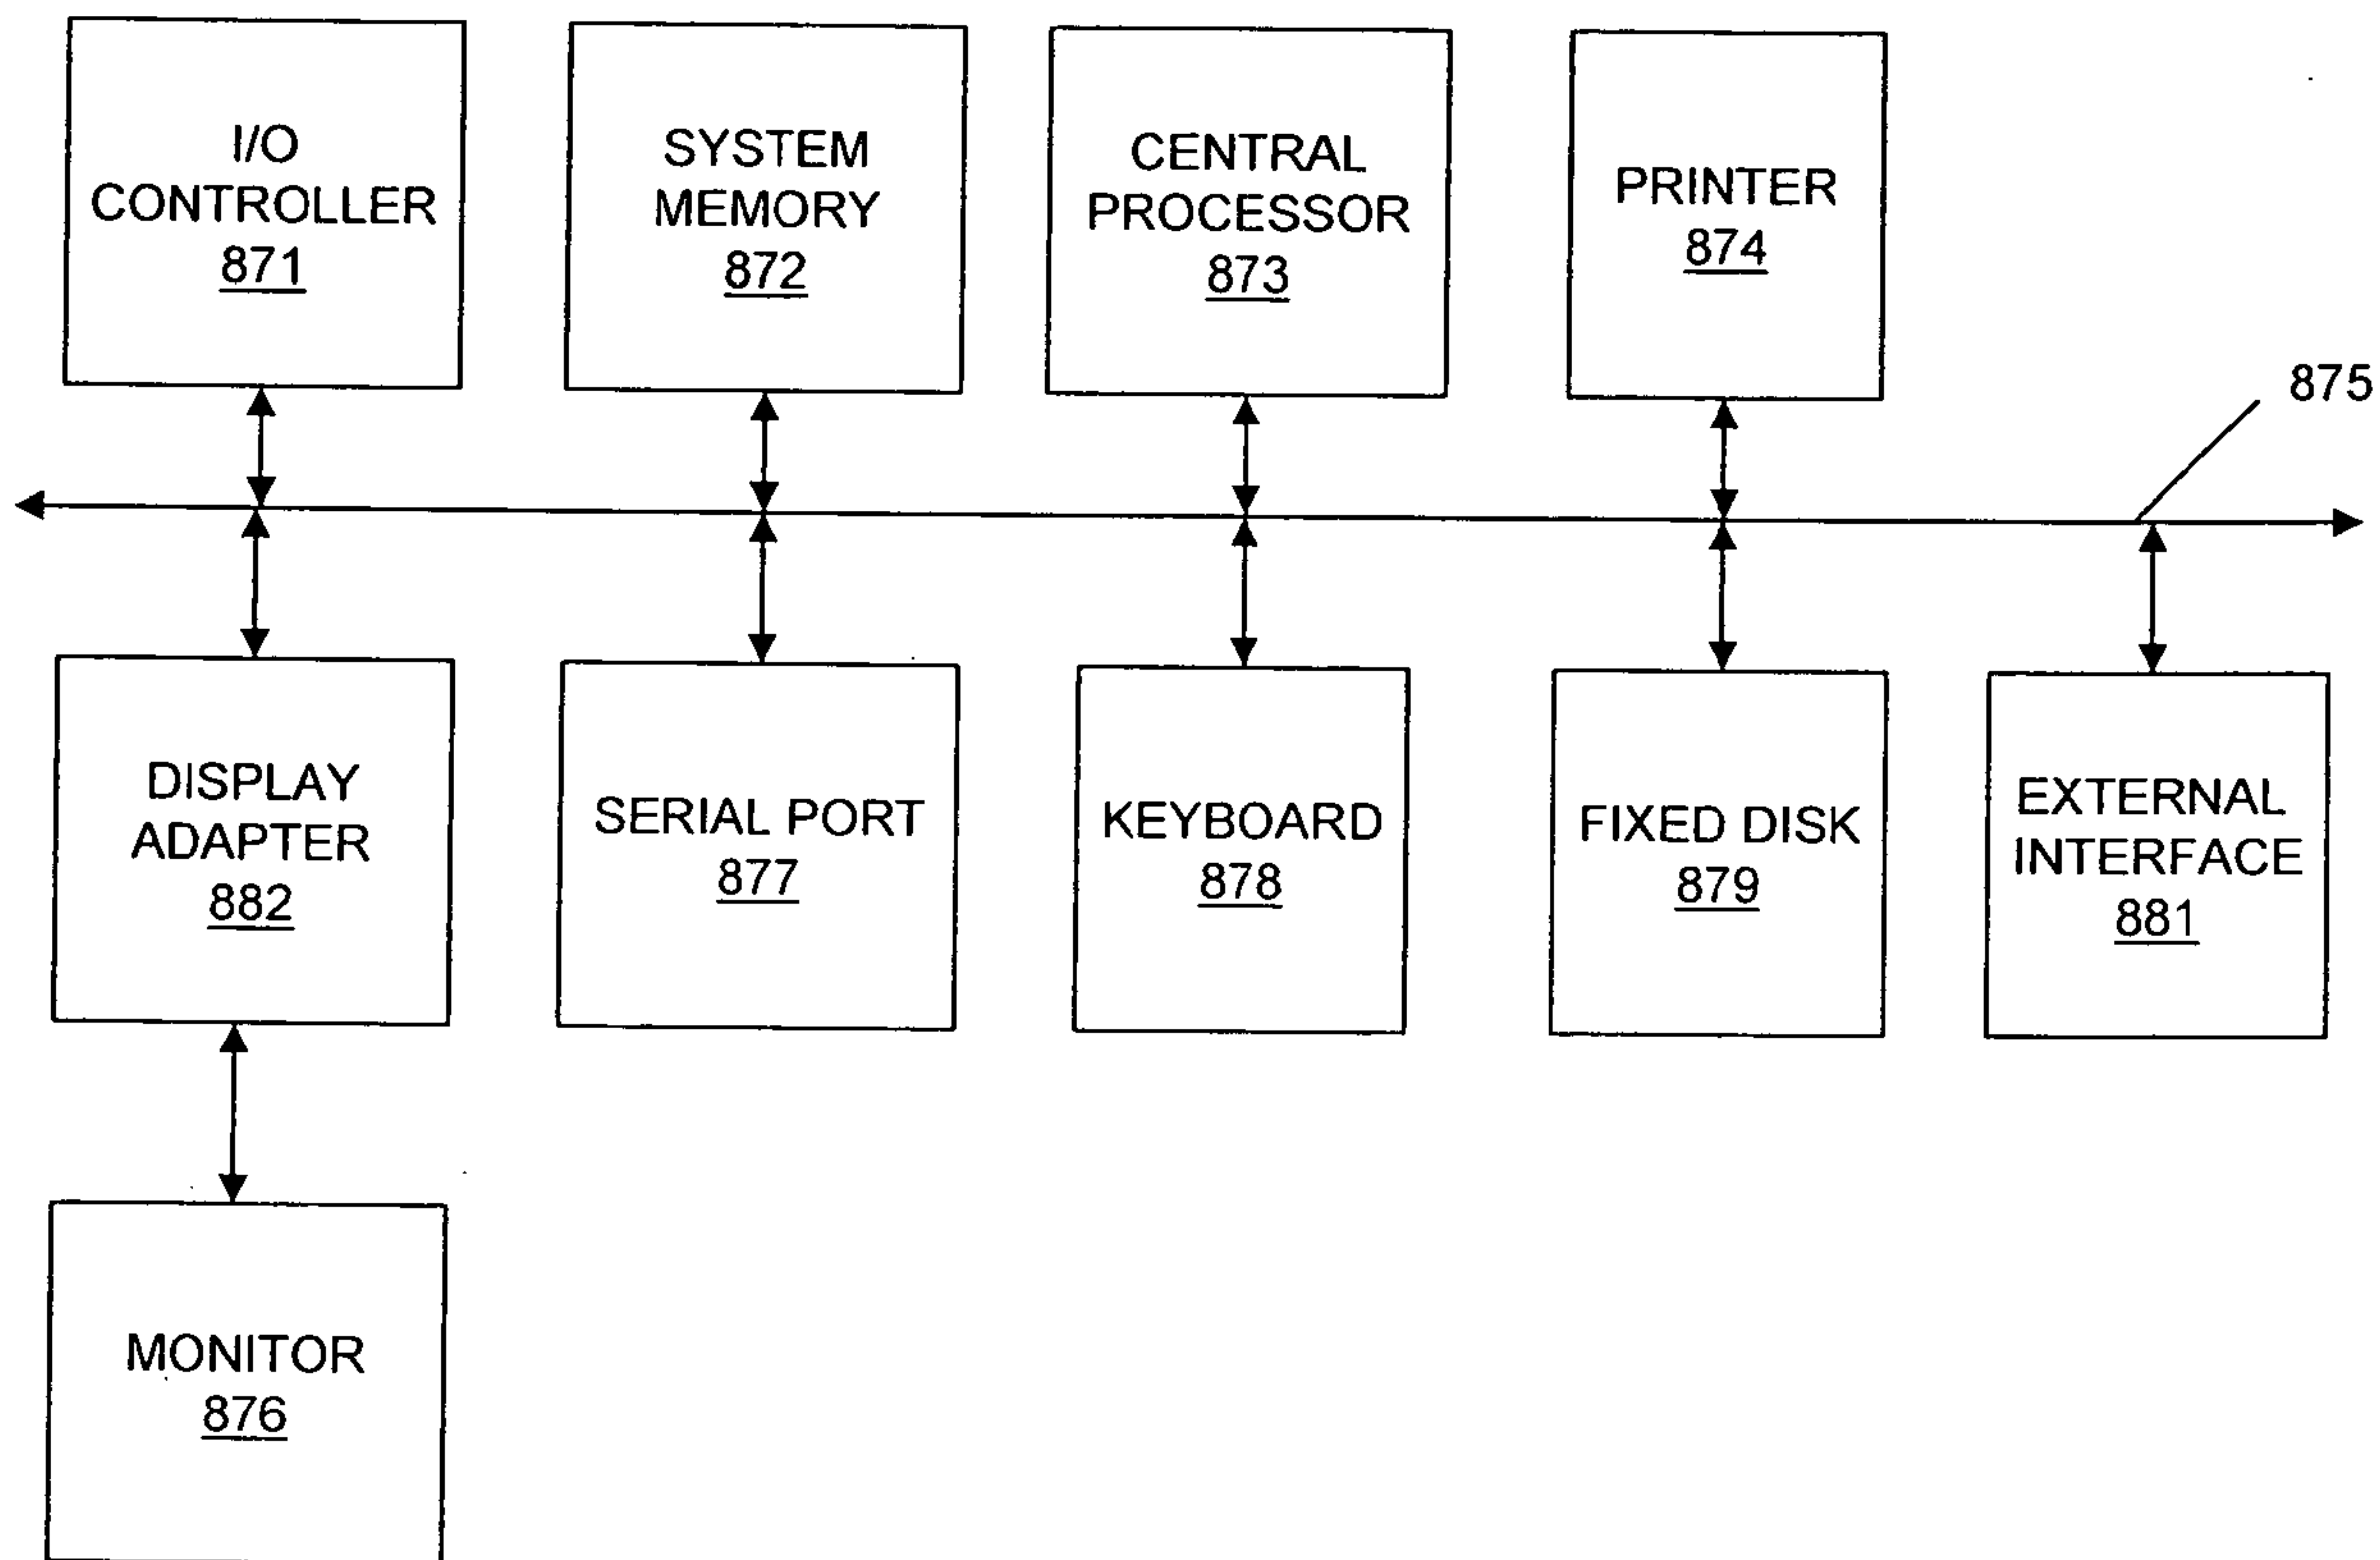 I/O
CONTROLLER
871
SYSTEM
MEMORY
872
CENTRAL
PROCESSOR
873
PRINTER
874
875
DISPLAY
ADAPTER
882
SERIAL PORT
877
KEYBOARD
878
FIXED DISK
879
EXTERNAL
INTERFACE
881
MONITOR
876